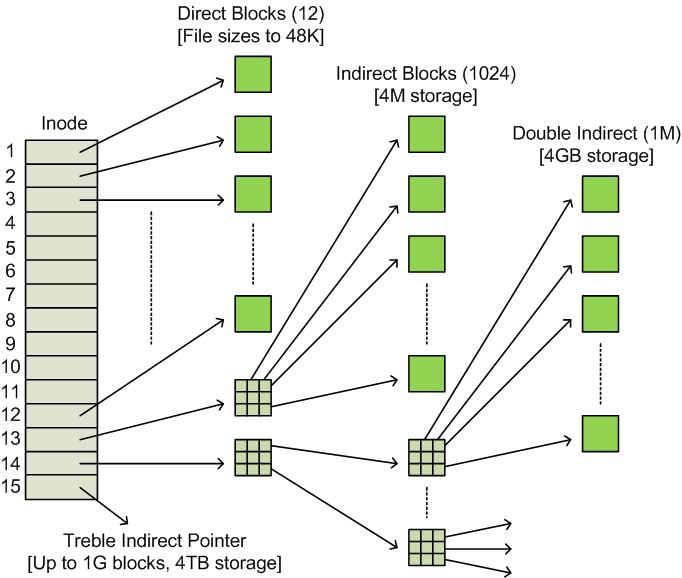 Direct Blocks (12)
[File sizes to 48K]
Indirect Blocks (1024)
[4M storage]
Double Indirect (1M)
[4GB storage]
Inode
1
2
3
4
5
6
7
8
9
10
11
12
13
14
15
Treble Indirect Pointer
[Up to 1G blocks, 4TB storage]